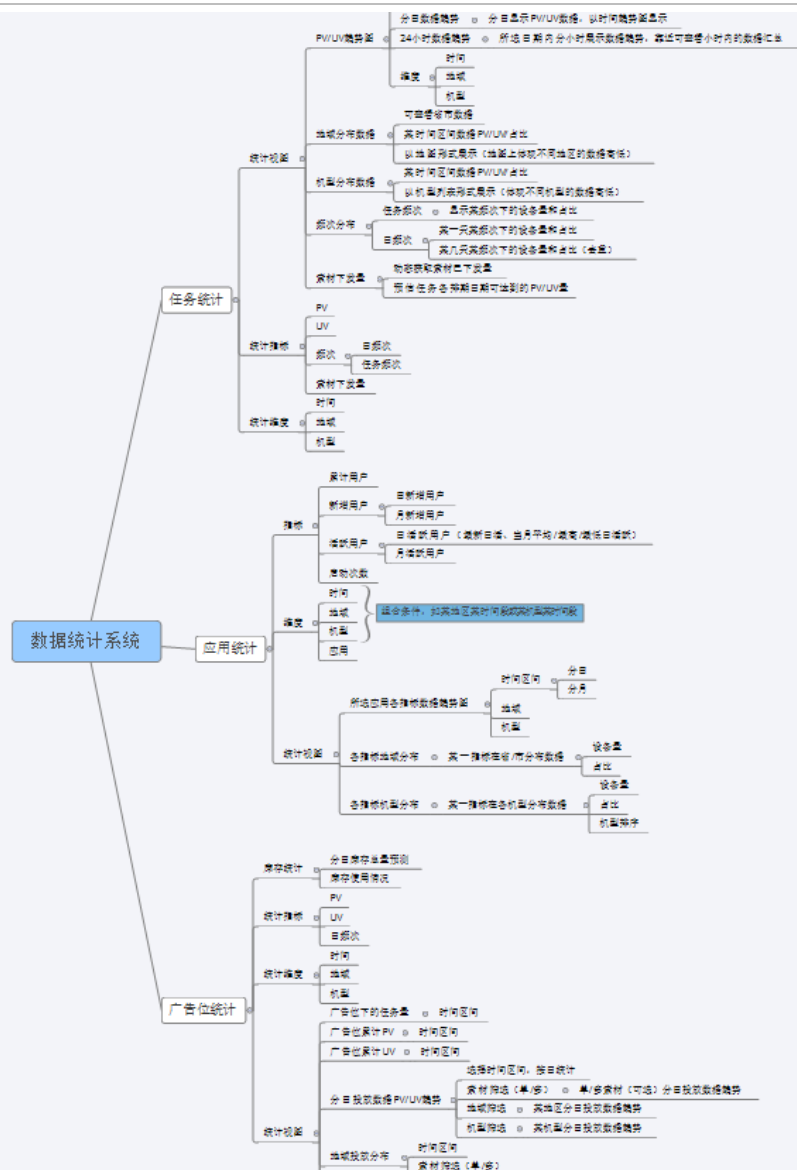 分日数据趋势
分日显示PV/UV数据，以时间趋势图显示
PV/UV趋势图
24小时数据趋势
所选日期内分小时展示数据趋势，靠近可查看小时内的数据汇总
时间
维度
地域
机型
可查看省市数据
地域分布数据
某时间区间数据PV/UV占比
以地图形式展示（地图上体现不同地区的数据高低）
统计视图
某时间区间数据PV/UV占比
机型分布数据
以机型列表形式展示（体现不同机型的数据高低）
任务频次
显示某频次下的设备量和占比
频次分布
某一天某频次下的设备量和占比
日频次
某几天某频次下的设备量和占比（去重）
动态获取素材已下发量
素材下发量
预估任务各排期日期可达到的PV/UV量
任务统计
PV
UV
统计指标
日频次
频次
任务频次
素材下发量
时间
统计维度
地域
机型
累计用户
日新增用户
新增用户
月新增用户
指标
日活跃用户（最新日活、当月平均/最高/最低日活跃）
活跃用户
月活跃用户
启动次数
时间
组合条件，如某地区某时间段或某机型某时间段
地域
维度
机型
数据统计系统
应用统计
应用
分日
时间区间
分月
所选应用各指标数据趋势图
地域
机型
设备量
统计视图
各指标地域分布
某一指标在省/市分布数据
占比
设备量
各指标机型分布
某一指标在各机型分布数据
占比
机型排序
分日库存总量预测
库存统计
库存使用情况
PV
统计指标
UV
日频次
时间
统计维度
地域
机型
广告位统计
广告位下的任务量
时间区间
广告位累计PV
时间区间
广告位累计UV
时间区间
选择时间区间，按日统计
素材筛选（单/多）
单/多素材（可选）分日投放数据趋势
分日投放数据PV/UV趋势
地域筛选
某地区分日投放数据趋势
机型筛选
某机型分日投放数据趋势
统计视图
时间区间
地域投放分布
素材筛选（单/多）